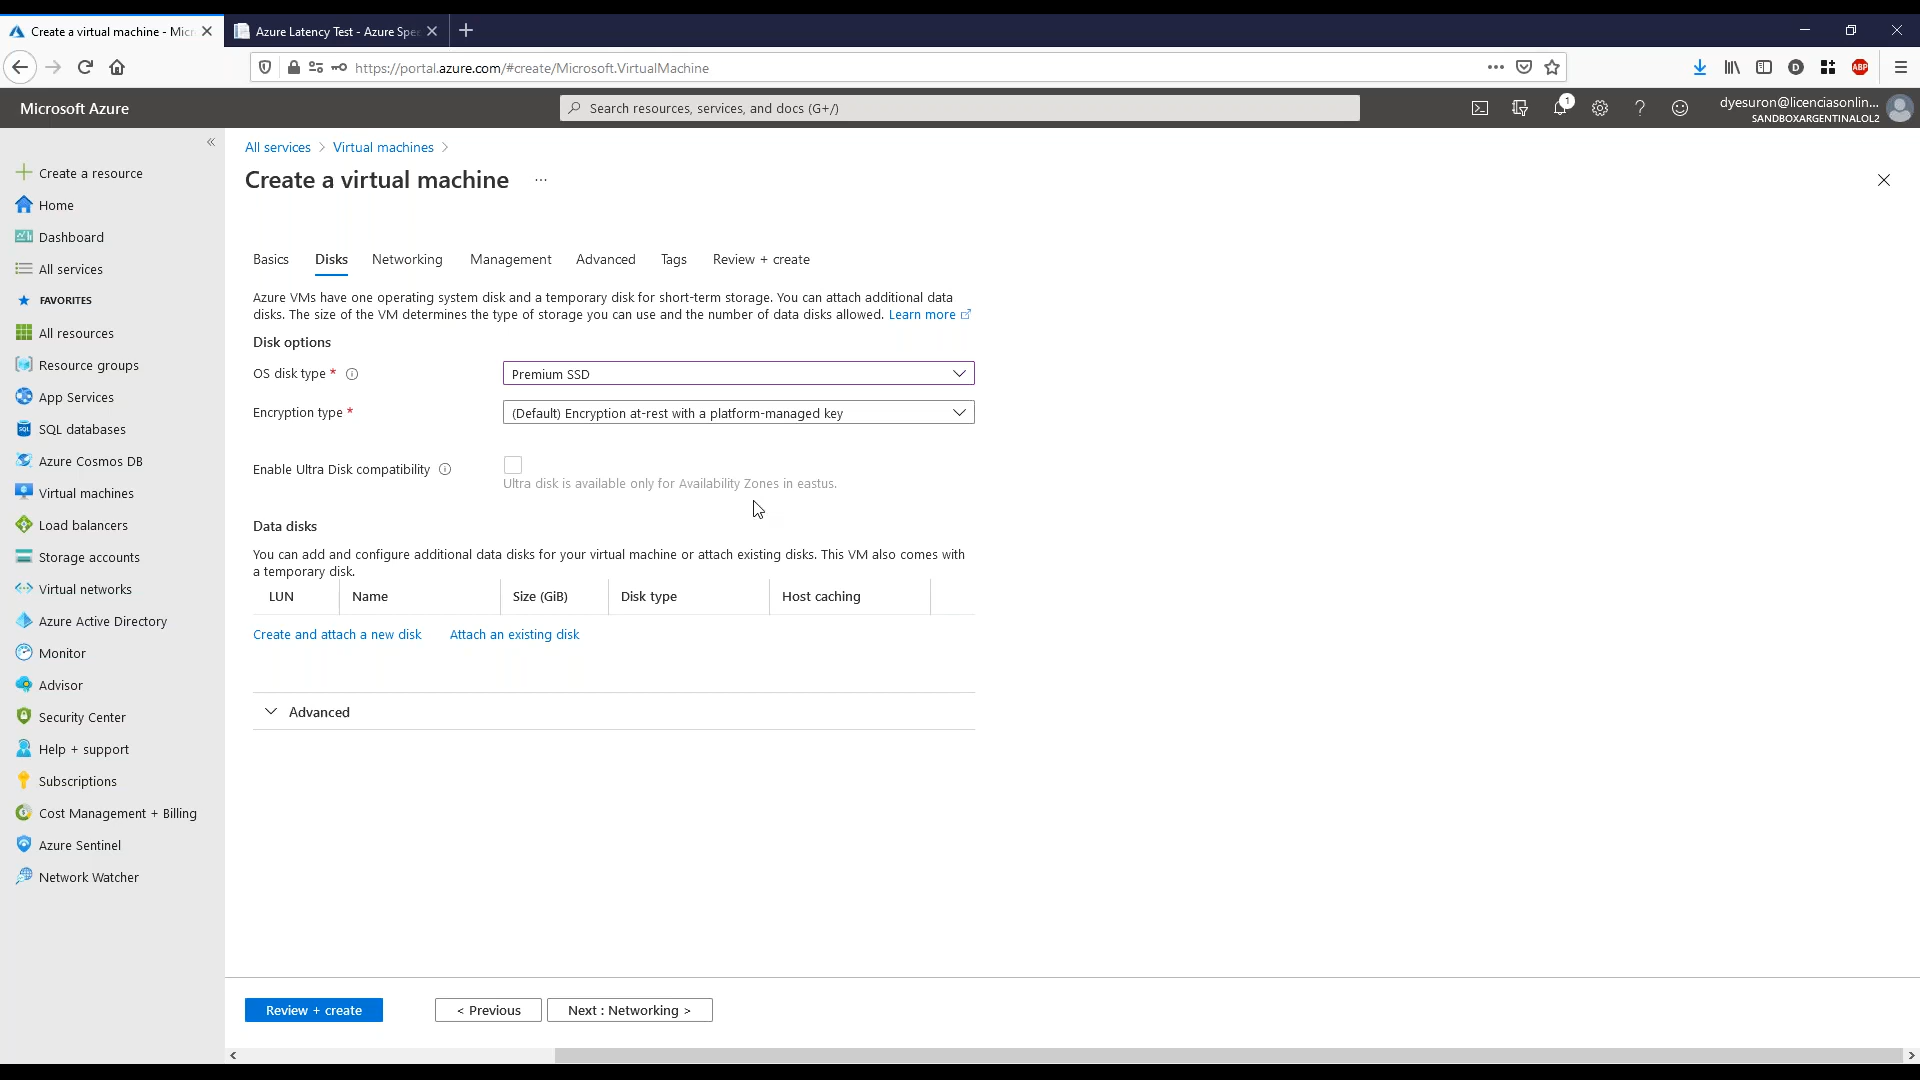 Create a virtual machine - Micr
Azure Latency Test - Azure Spe
https://portal.azure.com/#create/Microsoft.VirtualMachine
ABP
Microsoft Azure
Search resources, services, and docs (G+/)
1
dyesuron@licenciasonlin...
SANDBOXARGENTINALOL2
All services > Virtual machines >
Create a virtual machine ...
Create a resource
Home
Dashboard
All services
FAVORITES
All resources
Resource groups
App Services
SQL databases
Azure Cosmos DB
Virtual machines
Load balancers
Storage accounts
Virtual networks
Azure Active Directory
Monitor
Advisor
Security Center
Help + support
Subscriptions
Cost Management + Billing
Azure Sentinel
Network Watcher
Basics Disks Networking Management Advanced Tags Review + create
Azure VMs have one operating system disk and a temporary disk for short-term storage. You can attach additional data
disks. The size of the VM determines the type of storage you can use and the number of data disks allowed. Learn more
Disk options
OS disk type * Premium SSD
Encryption type * (Default) Encryption at-rest with a platform-managed key
Enable Ultra Disk compatibility
Ultra disk is available only for Availability Zones in eastus.
Data disks
You can add and configure additional data disks for your virtual machine or attach existing disks. This VM also comes with
a temporary disk.
LUN Name Size (GiB) Disk type Host caching
Create and attach a new disk Attach an existing disk
Advanced
Review + create < Previous Next : Networking >